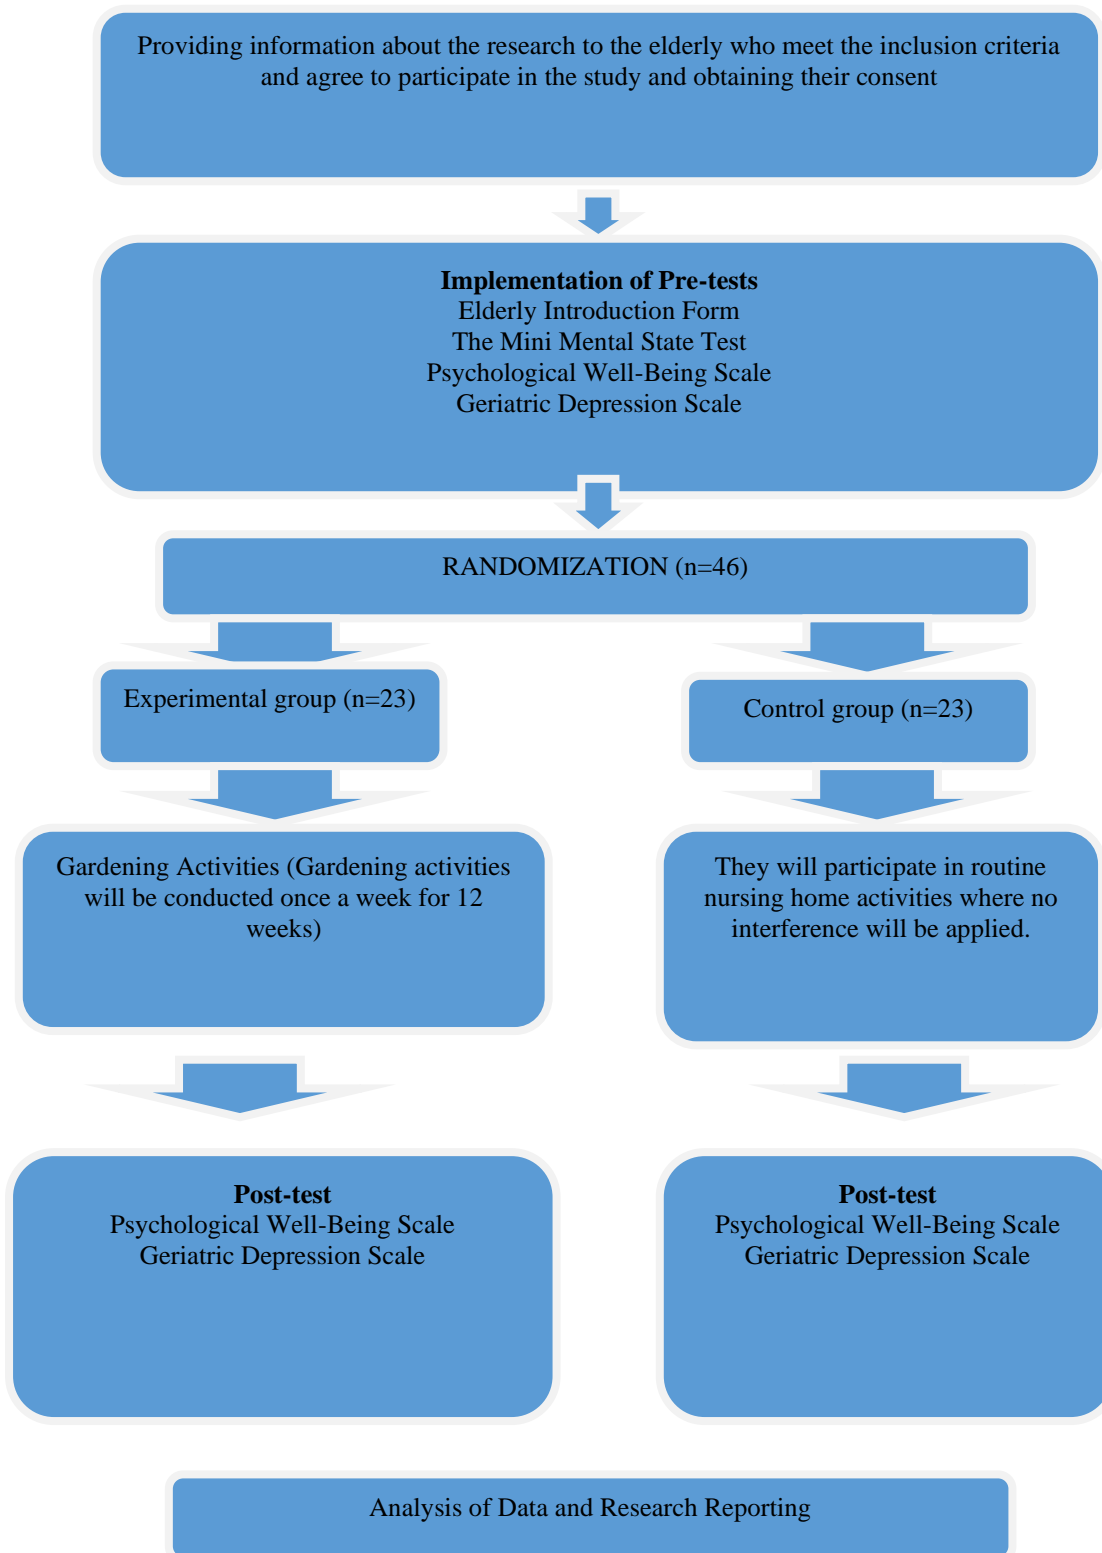 Providing information about the research to the elderly who meet the inclusion criteria
and agree to participate in the study and obtaining their consent
Implementation of Pre-tests
Elderly Introduction Form
The Mini Mental State Test
Psychological Well-Being Scale
Geriatric Depression Scale
RANDOMIZATION (n=46)
Experimental group (n=23)
Control group (n=23)
Gardening Activities (Gardening activities
will be conducted once a week for 12
weeks)
They will participate in routine
nursing home activities where no
interference will be applied.
Post-test
Psychological Well-Being Scale
Geriatric Depression Scale
Post-test
Psychological Well-Being Scale
Geriatric Depression Scale
Analysis of Data and Research Reporting